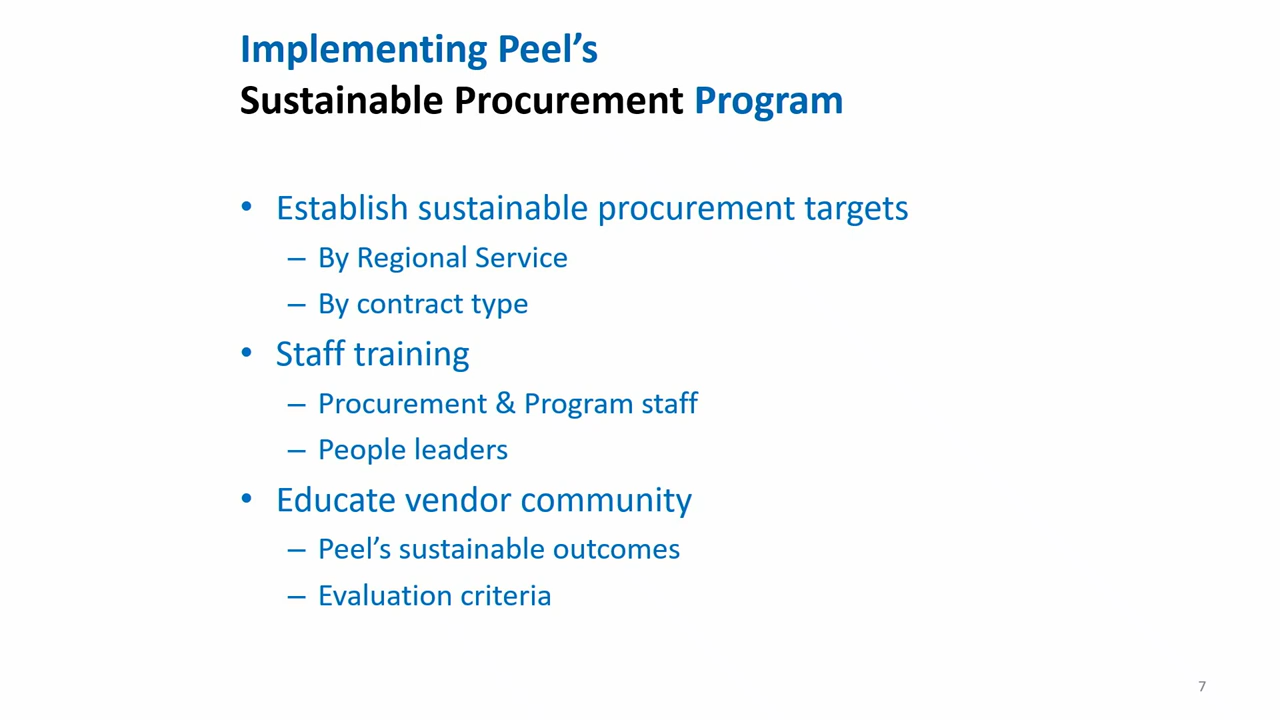 Implementing Peel’s
Sustainable Procurement Program
• Establish sustainable procurement targets
– By Regional Service
– By contract type
• Staff training
– Procurement & Program staff
– People leaders
• Educate vendor community
– Peel’s sustainable outcomes
– Evaluation criteria
7